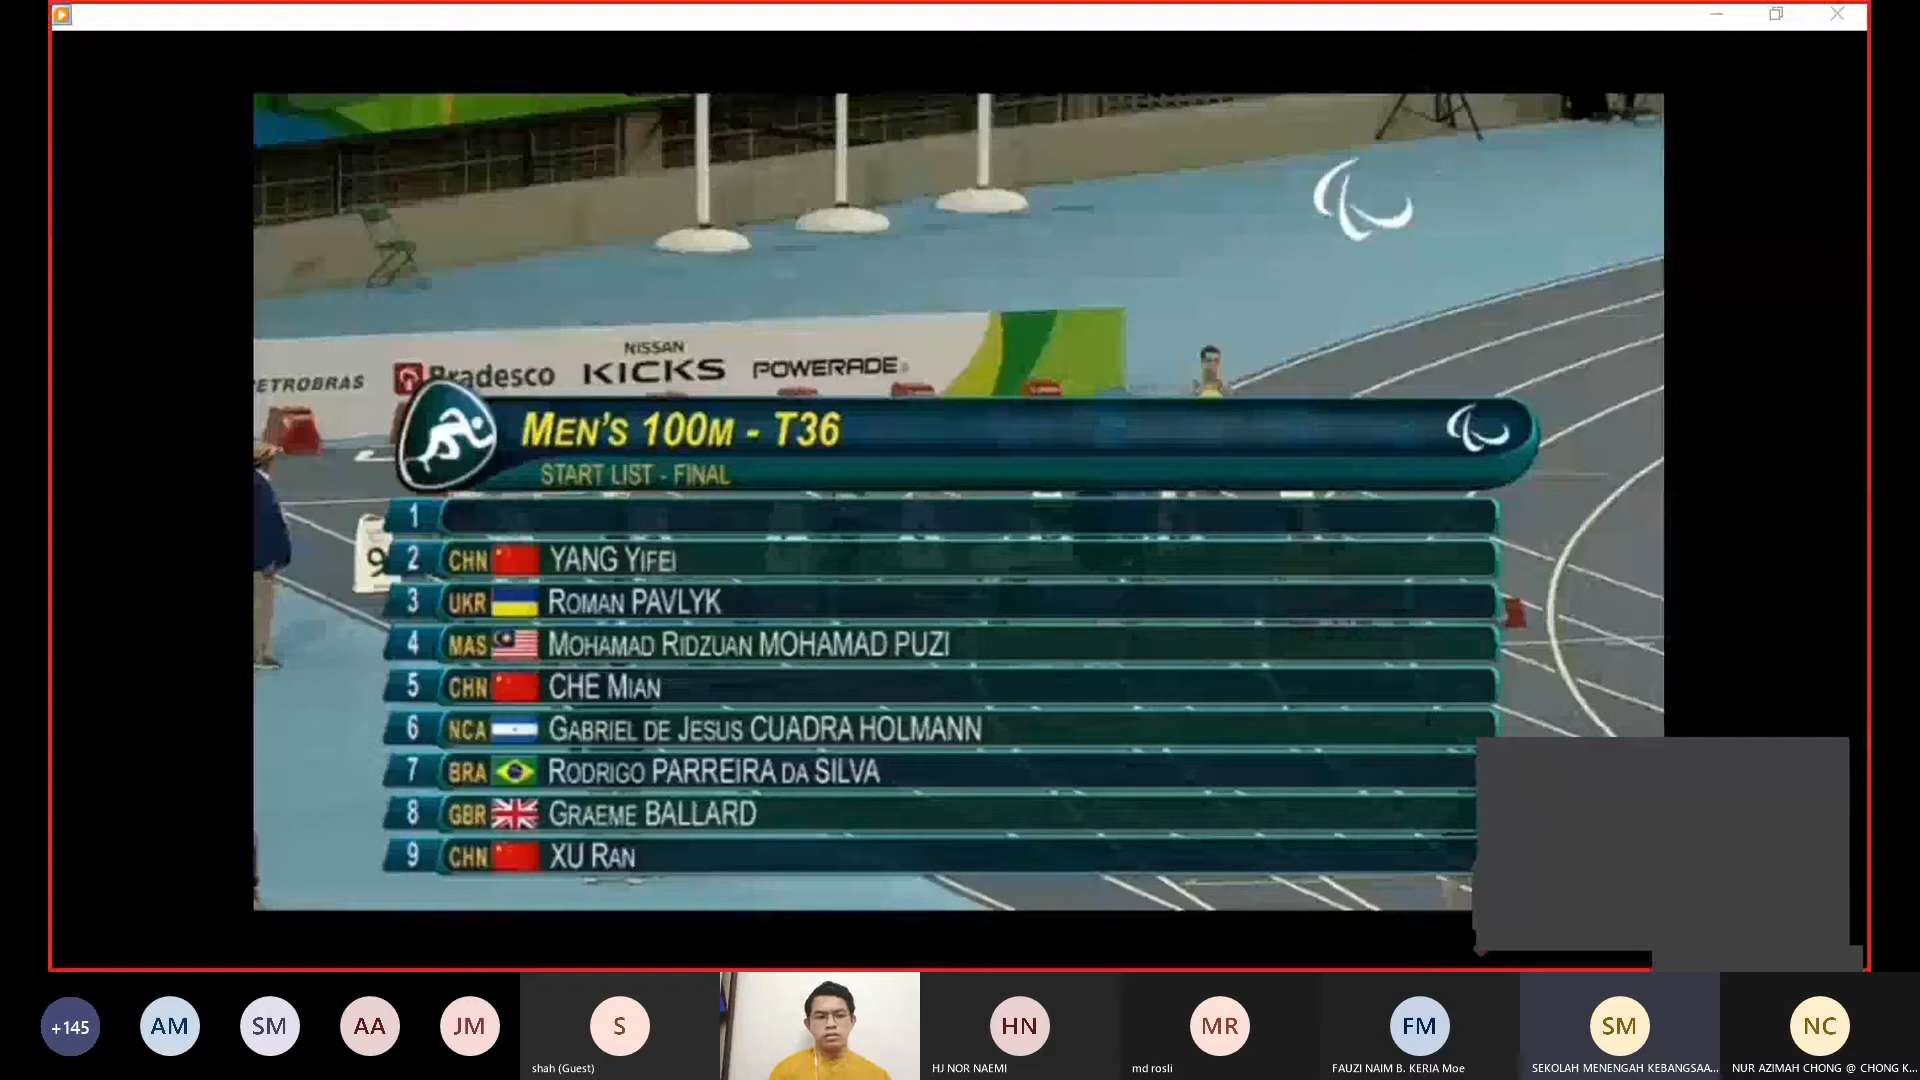 NISSAN
KICKS
ETROBRAS
Bradesco
POWERADE
MEN'S 100M - T36
START LIST - FINAL
1
9
2 CHN YANG YIFEI
3 UKR ROMAN PAVLYK
4 MAS MOHAMAD RIDZUAN MOHAMAD PUZI
5 CHN CHE MIAN
6 NCA GABRIEL DE JESUS CUADRA HOLMANN
7 BRA RODRIGO PARREIRA DA SILVA
8 GBR GRAEME BALLARD
9 CHN XU RAN
+145 AM SM AA JM S HN MR FM SM NC
shah (Guest) HJ NOR NAEMI md rosli FAUZI NAIM B. KERIA Moe SEKOLAH MENENGAH KEBANGSAA... NUR AZIMAH CHONG @ CHONG K...